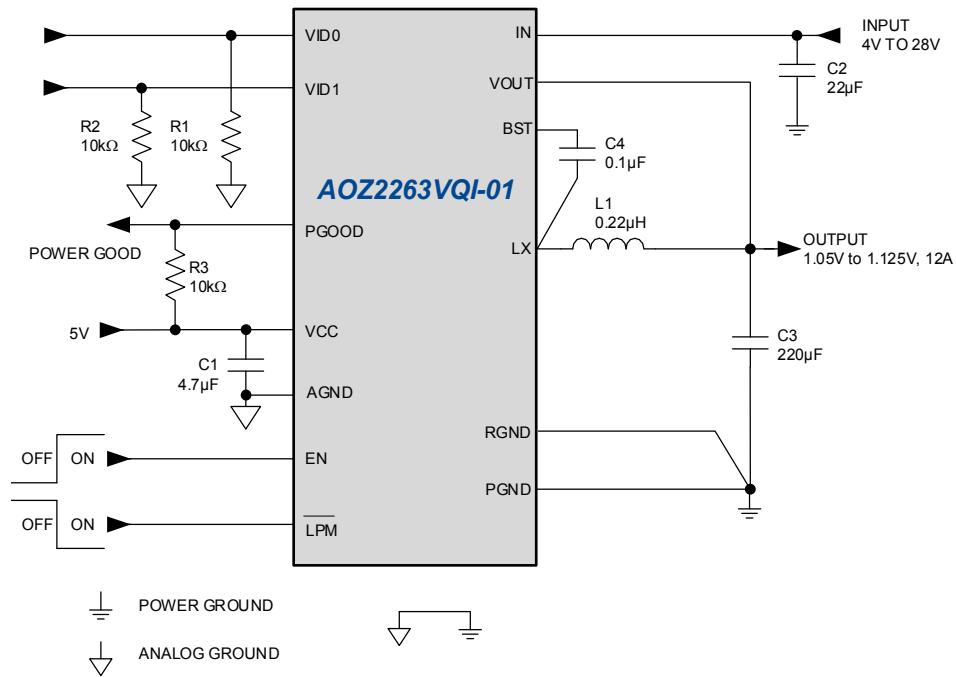 VID0
VID1
R2
10kΩ
R1
10kΩ
PGOOD
POWER GOOD
R3
10kΩ
5V
VCC
C1
4.7µF
AGND
OFF ON
EN
OFF ON
LPM
AOZ2263VQI-01
IN
INPUT
4V TO 28V
C2
22µF
VOUT
BST
C4
0.1µF
L1
0.22µH
LX
OUTPUT
1.05V to 1.125V, 12A
C3
220µF
RGND
PGND
POWER GROUND
ANALOG GROUND